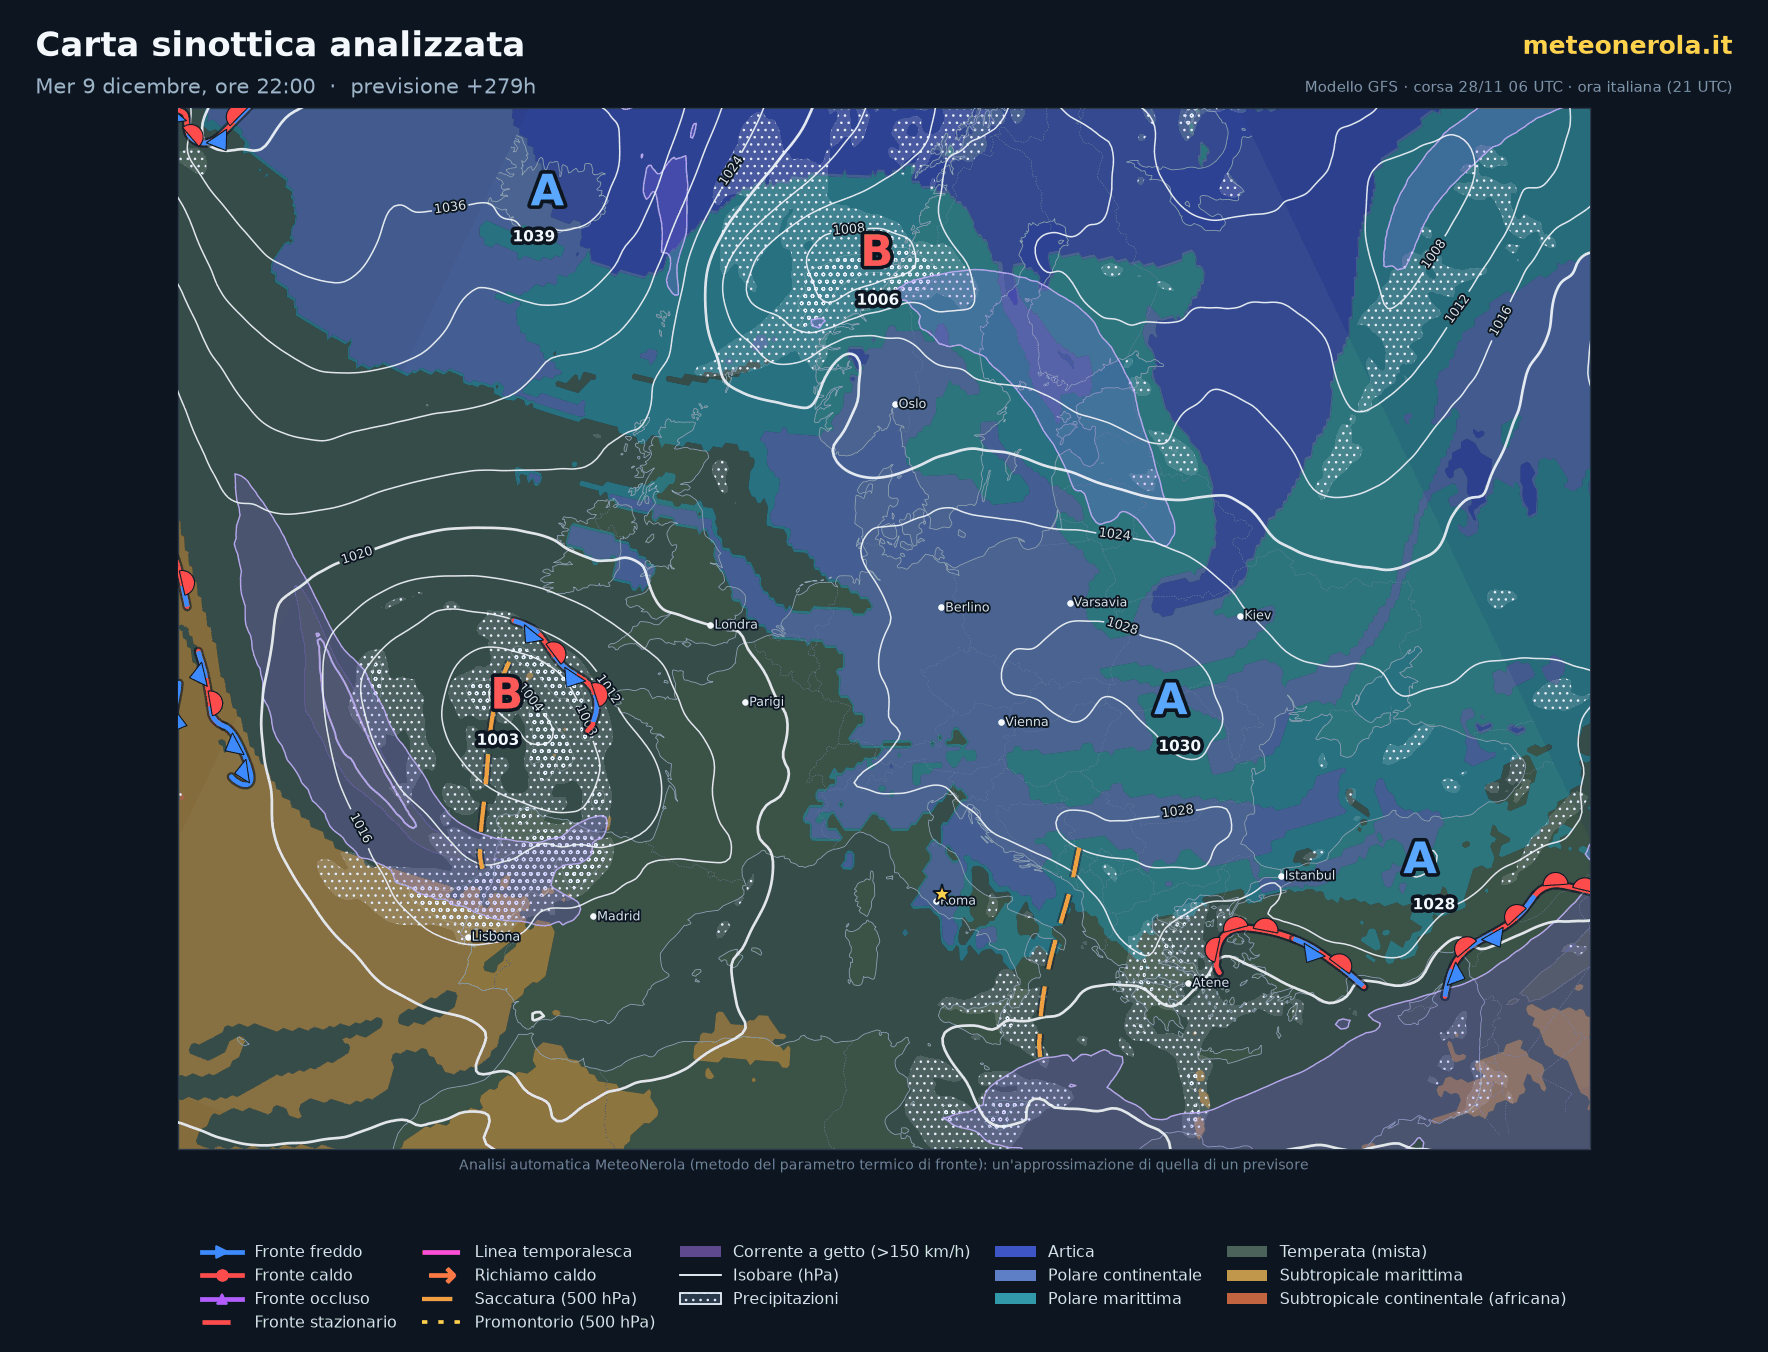 Carta sinottica analizzata
meteonerola.it
Mer 9 dicembre, ore 22:00 · previsione +279h
Modello GFS · corsa 28/11 06 UTC · ora italiana (21 UTC)
1024
A
1036
1039
1008
B
1006
1008
1012
1016
Oslo
1024
1020
Berlino
Varsavia
Kiev
Londra
1028
1012
B
1004
Parigi
A
Vienna
1003
1030
1016
1028
A
Istanbul
Roma
1028
Madrid
Lisbona
Atene
Analisi automatica MeteoNerola (metodo del parametro termico di fronte): un'approssimazione di quella di un previsore
Fronte freddo
Linea temporalesca
Corrente a getto (>150 km/h)
Artica
Temperata (mista)
Fronte caldo
Richiamo caldo
Isobare (hPa)
Polare continentale
Subtropicale marittima
Fronte occluso
Saccatura (500 hPa)
Precipitazioni
Polare marittima
Subtropicale continentale (africana)
Fronte stazionario
Promontorio (500 hPa)